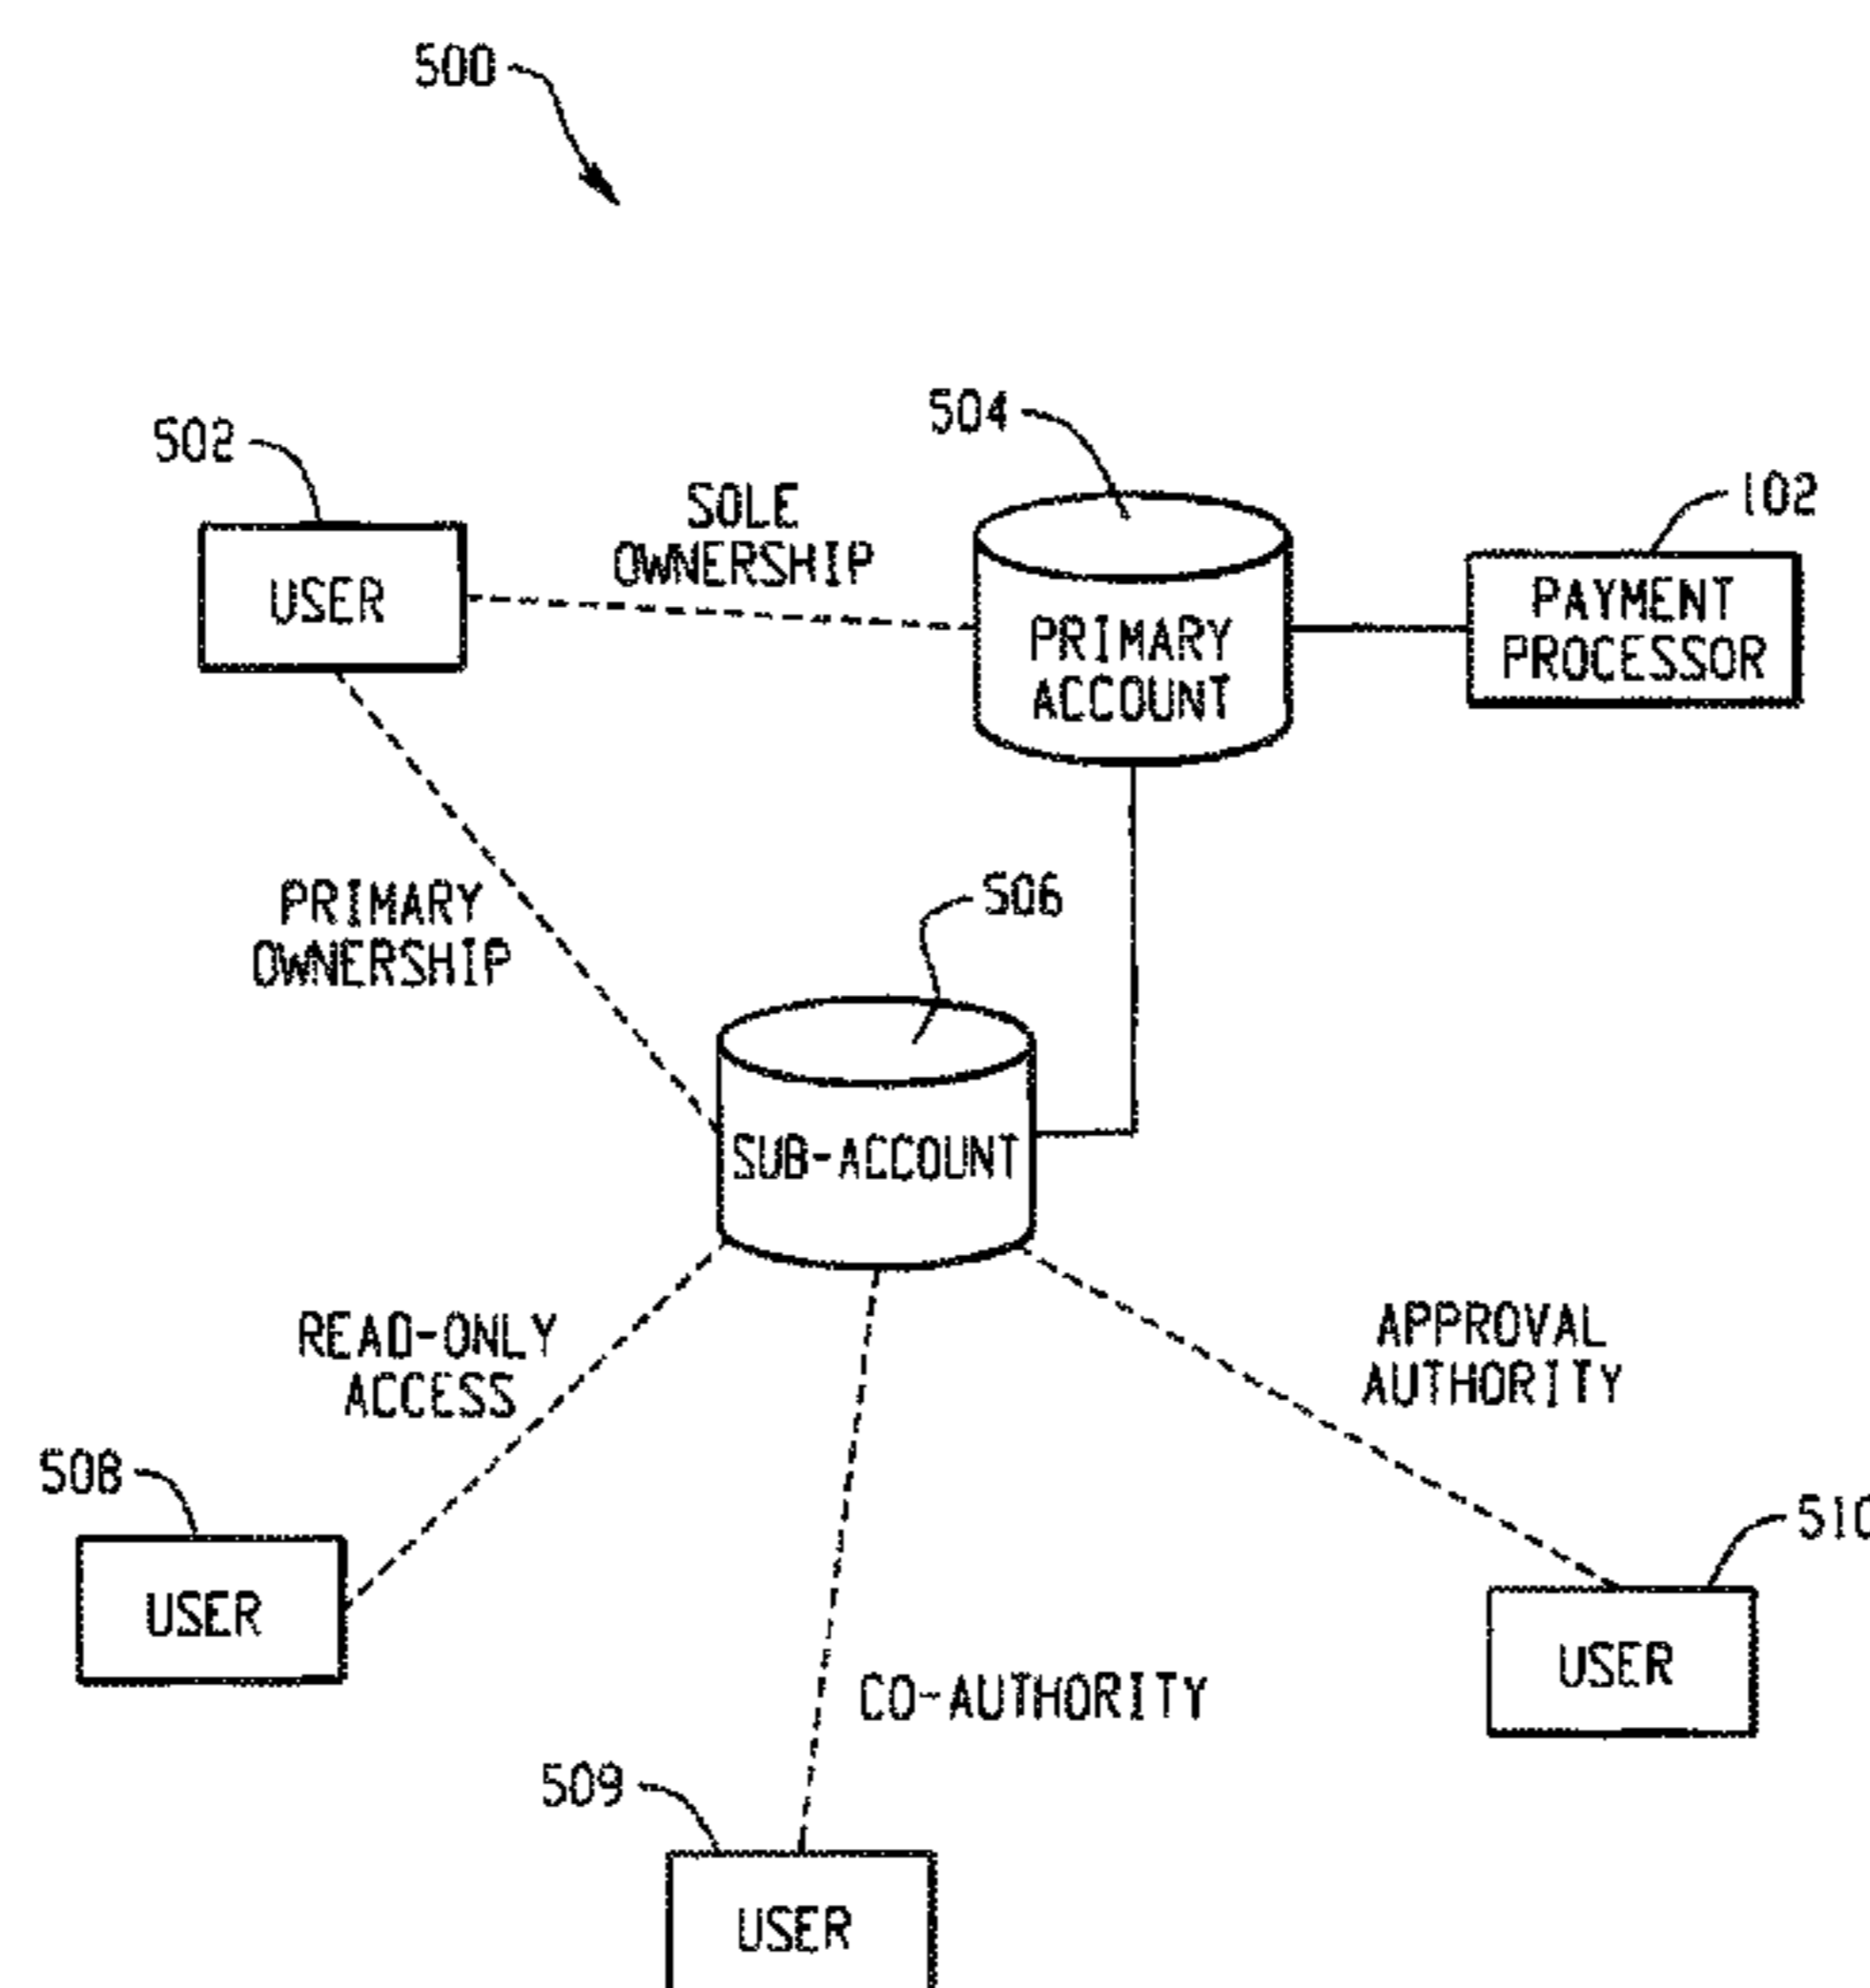 500
502
504
102
SOLE
OWNERSHIP
USER
PRIMARY
ACCOUNT
PAYMENT
PROCESSOR
PRIMARY
OWNERSHIP
506
SUB-ACCOUNT
READ-ONLY
ACCESS
APPROVAL
AUTHORITY
508
510
USER
USER
CO-AUTHORITY
509
USER